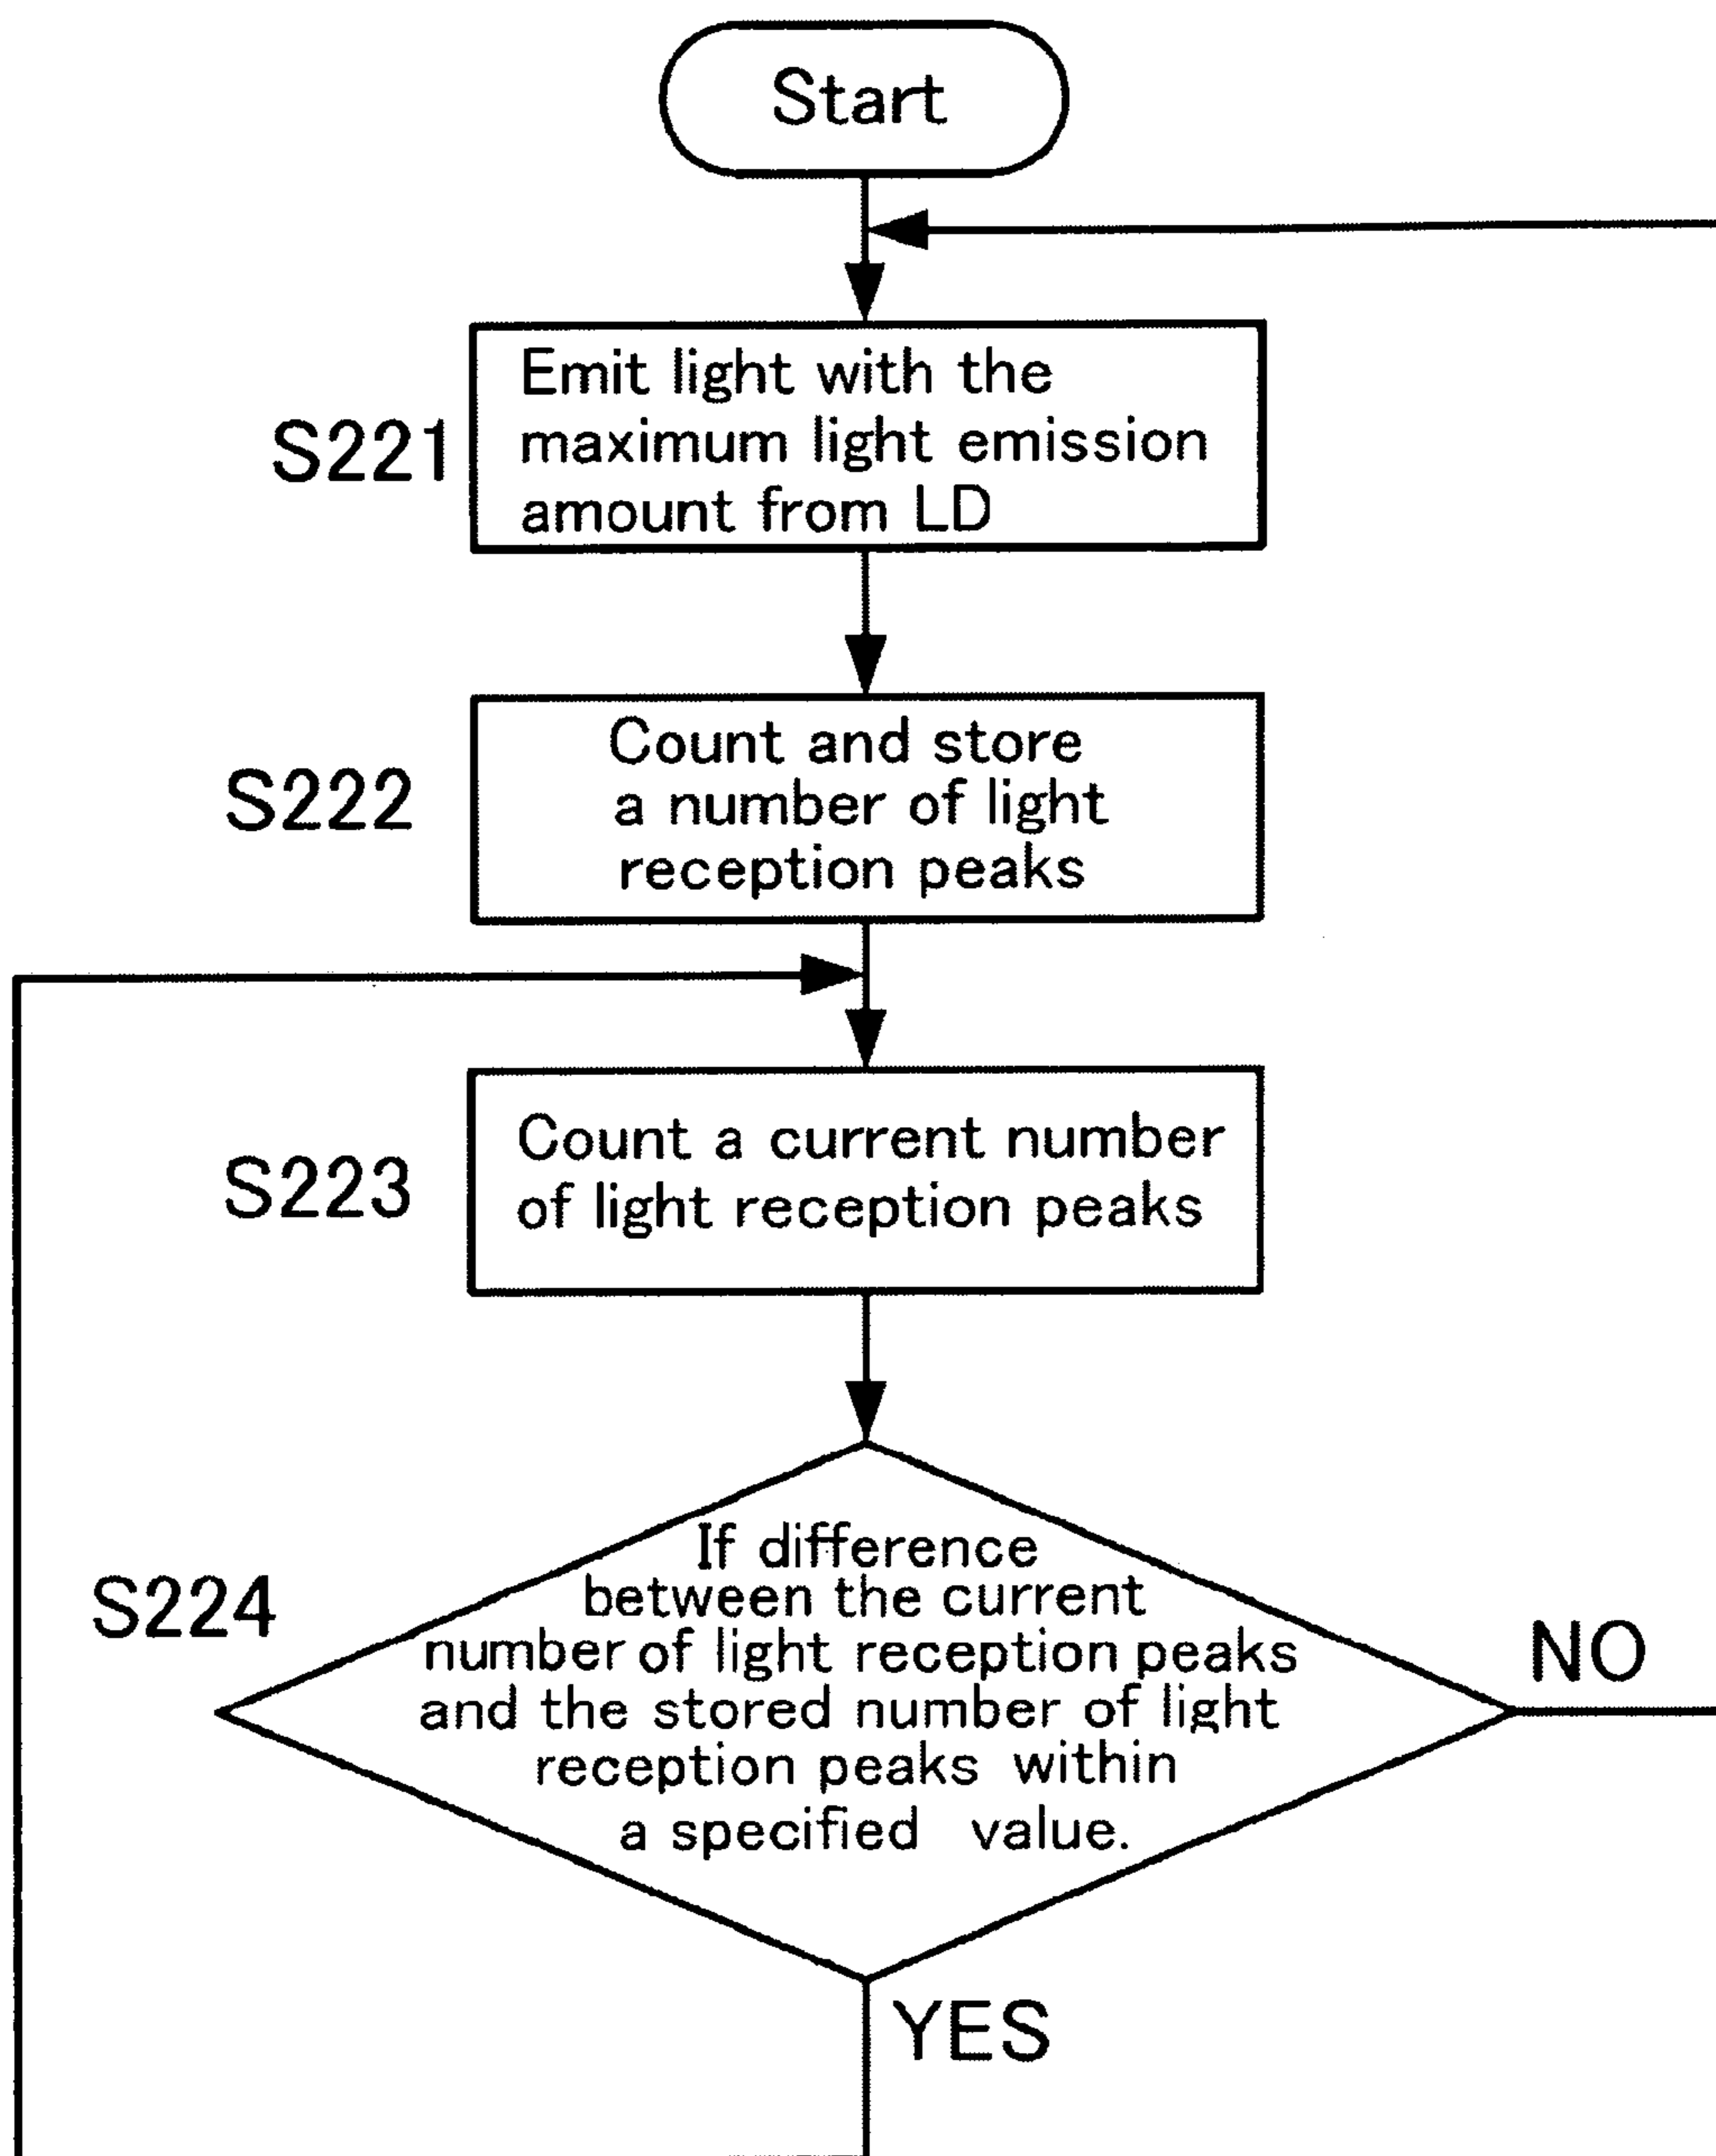 Start
Emit light with the
maximum light emission
amount from LD
S221
Count and store
a number of light
reception peaks
S222
Count a current number
of light reception peaks
S223
If difference
between the current
number of light reception peaks
and the stored number of light
reception peaks within
a specified value.
S224
NO
YES